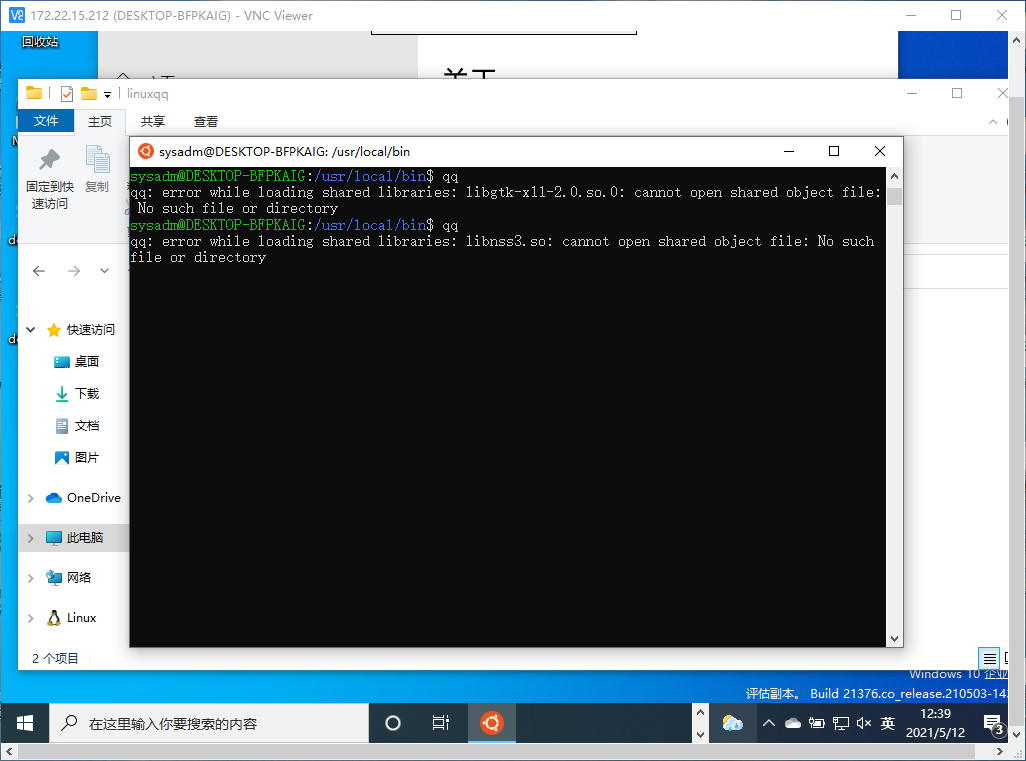 172.22.15.212 (DESKTOP-BFPKAIG) - VNC Viewer
回收站
linuxqq
文件 主页 共享 查看
固定到快
速访问
复制
sysadm@DESKTOP-BFPKAIG: /usr/local/bin
sysadm@DESKTOP-BFPKAIG:/usr/local/bin$ qq
qq: error while loading shared libraries: libgtk-x11-2.0.so.0: cannot open shared object file:
No such file or directory
sysadm@DESKTOP-BFPKAIG:/usr/local/bin$ qq
qq: error while loading shared libraries: libnss3.so: cannot open shared object file: No such
file or directory
快速访问
桌面
下载
文档
图片
OneDrive
此电脑
网络
Linux
2 个项目
Windows 10 企业
评估副本。 Build 21376.co_release.210503-14
在这里输入你要搜索的内容
英
12:39
2021/5/12
3